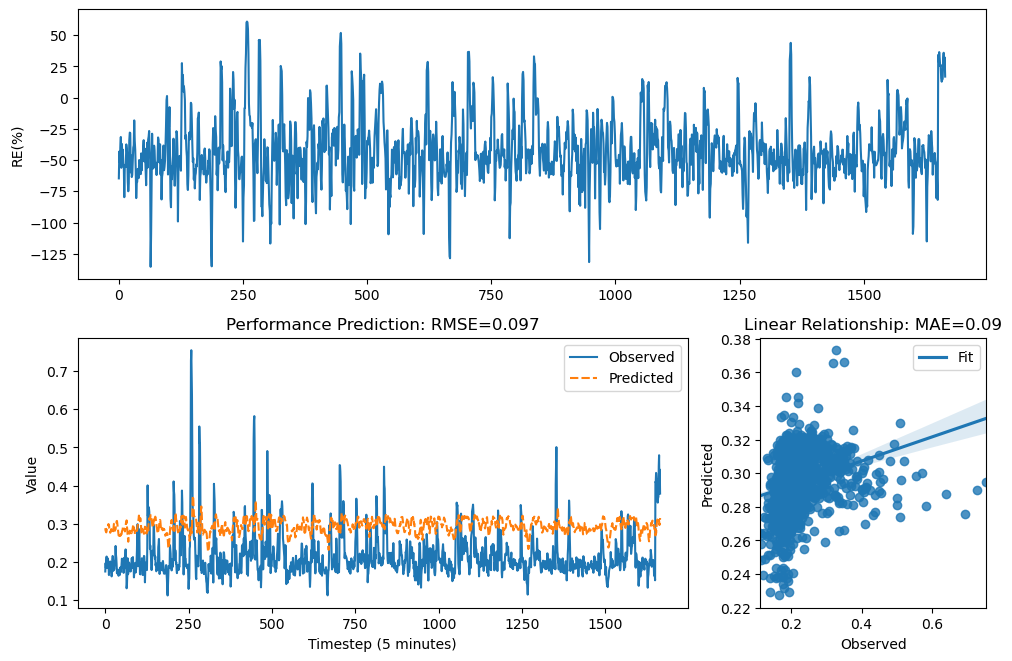 RE(%)
50
25
0
−25
−50
−75
−100
−125
0 250 500 750 1000 1250 1500
Performance Prediction: RMSE=0.097
Value
0.7
0.6
0.5
0.4
0.3
0.2
0.1
Observed
Predicted
0 250 500 750 1000 1250 1500
Timestep (5 minutes)
Linear Relationship: MAE=0.09
Predicted
0.38
0.36
0.34
0.32
0.30
0.28
0.26
0.24
0.22
Fit
0.2 0.4 0.6
Observed